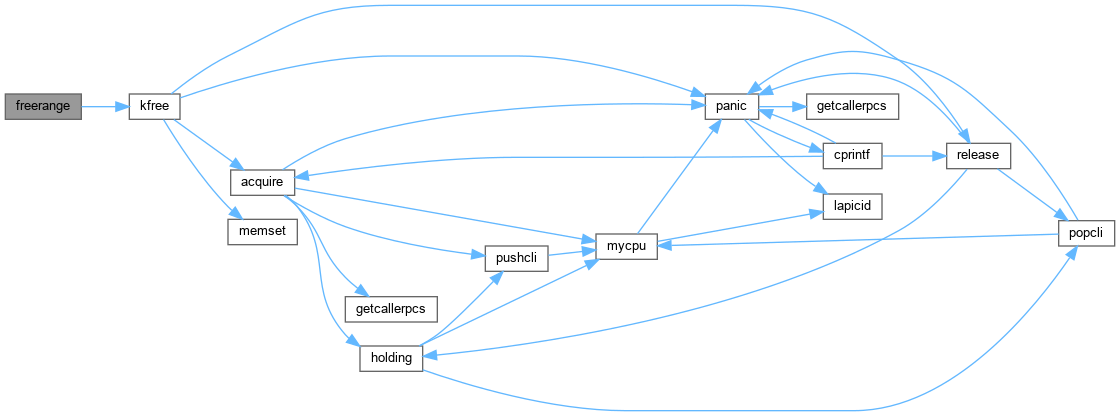 freerange
kfree
acquire
memset
getcallerpcs
holding
pushcli
mycpu
panic
getcallerpcs
cprintf
lapicid
release
popcli